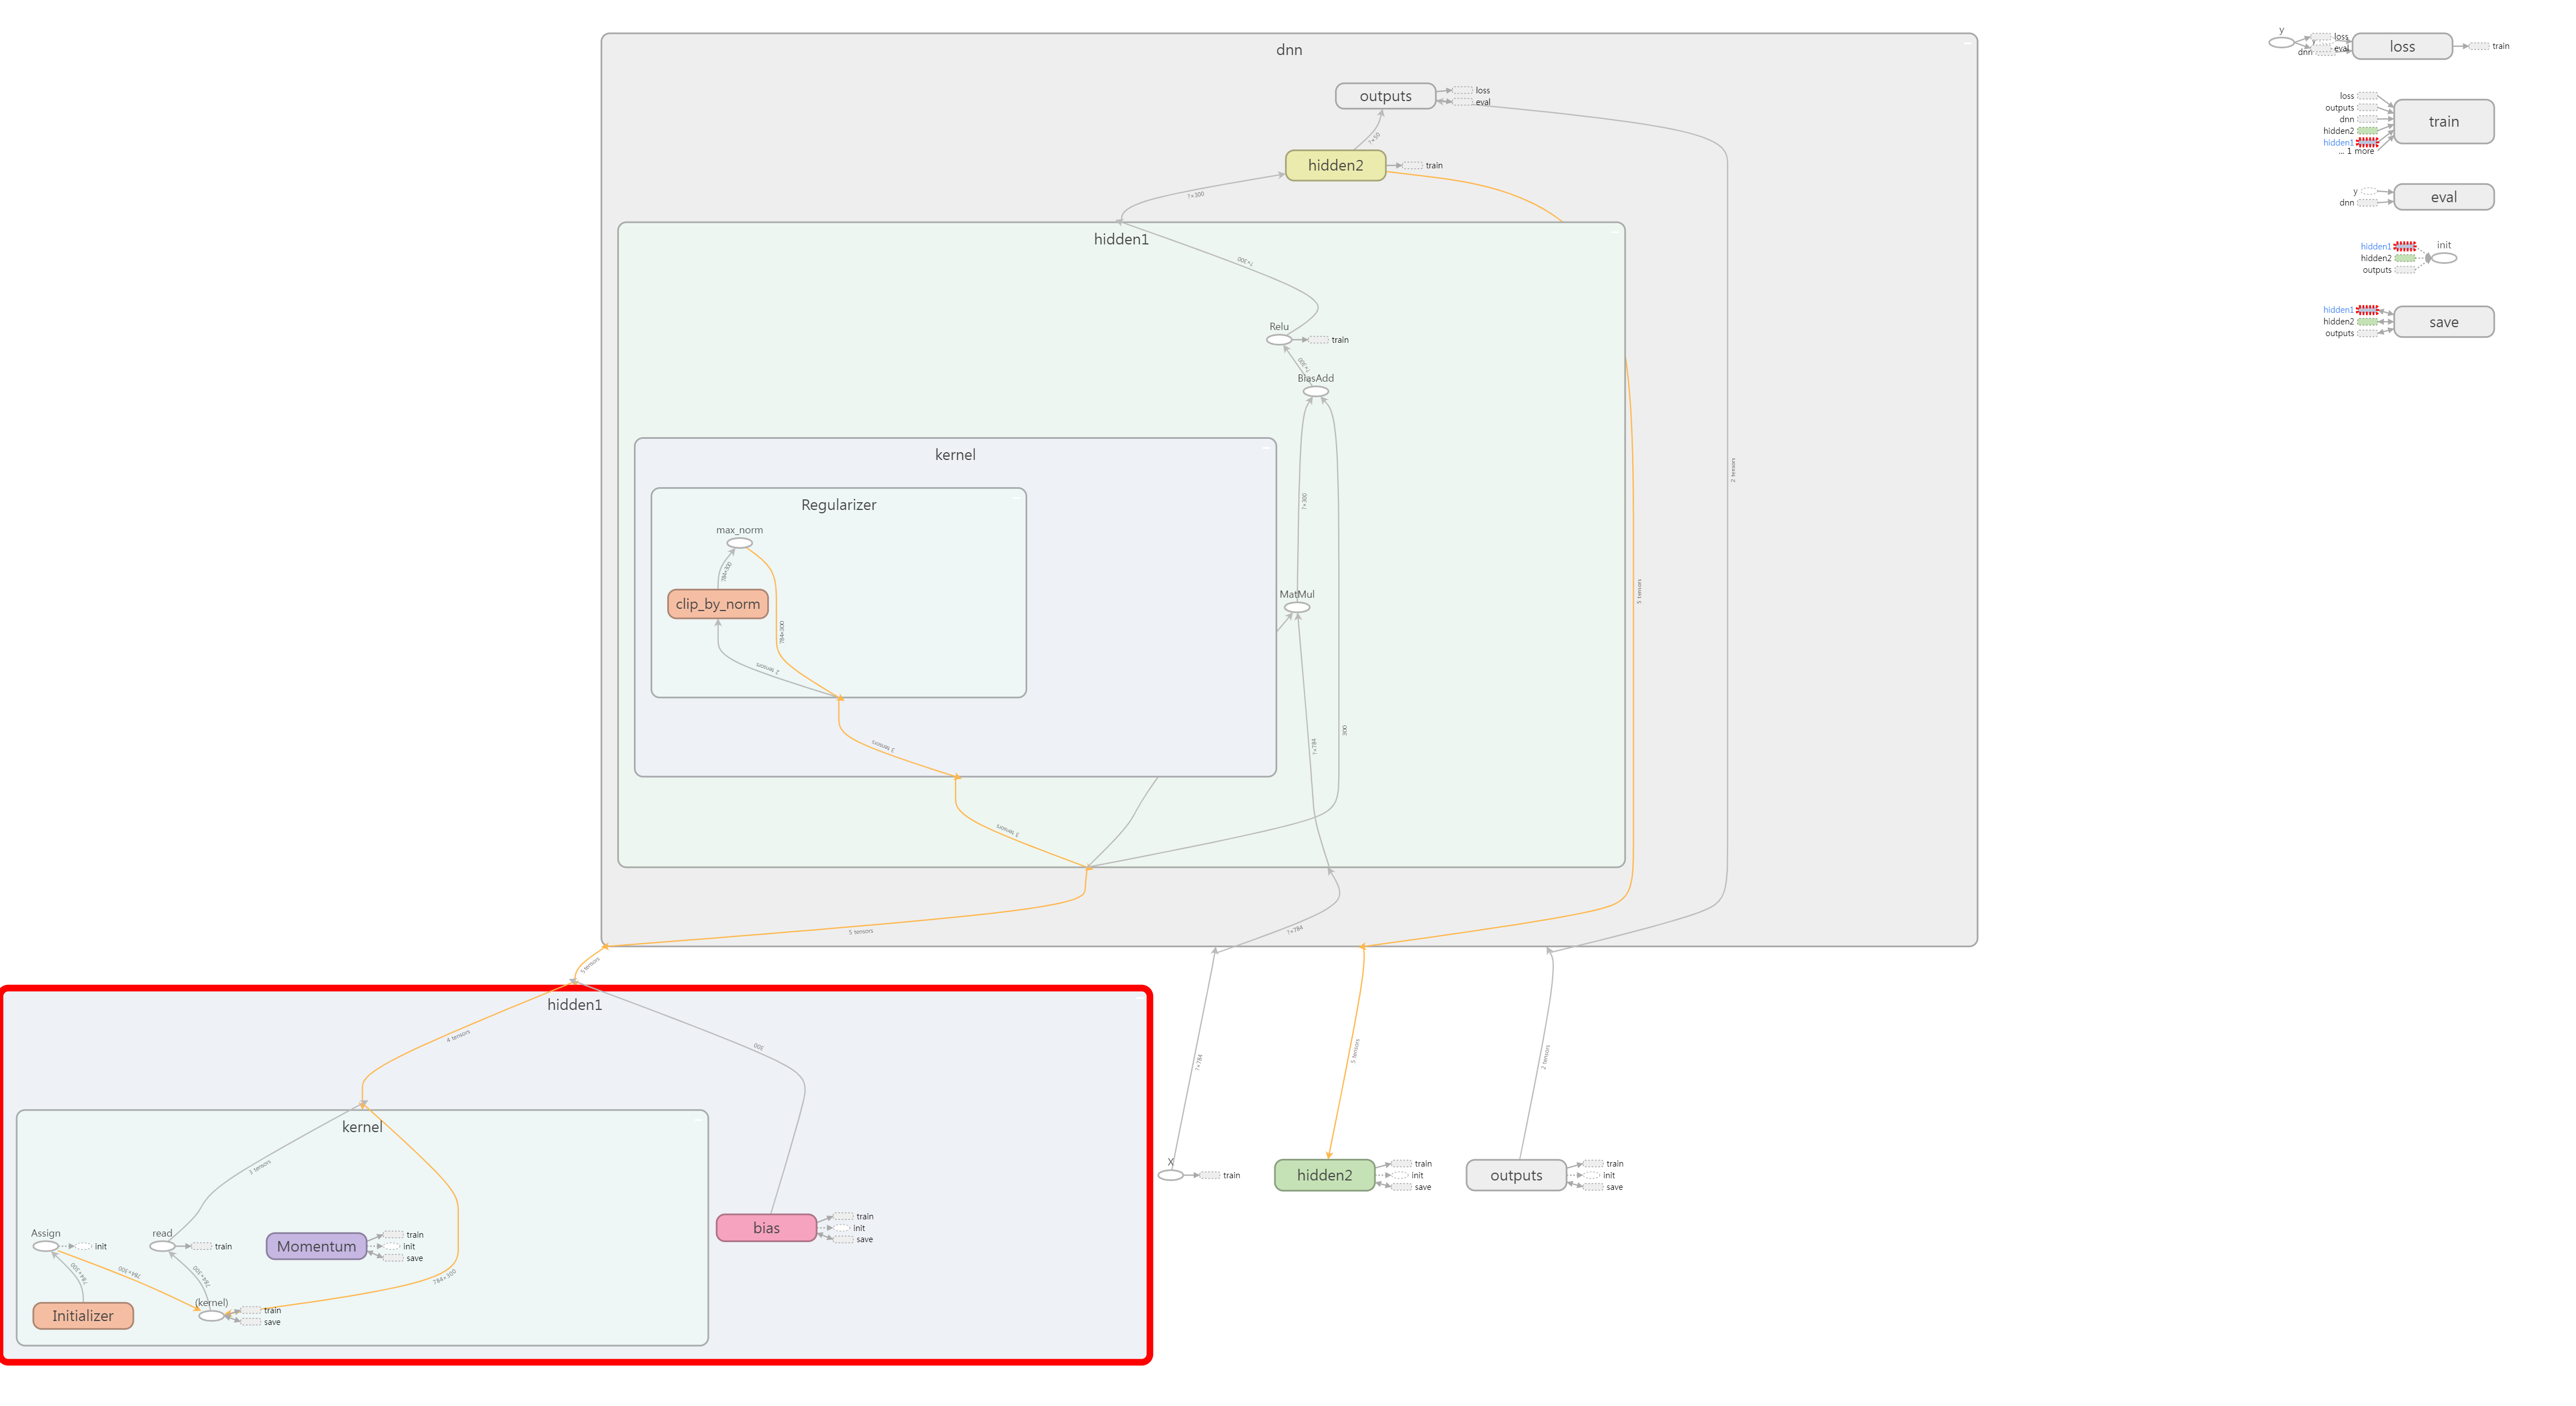 dnn
outputs
loss
eval
?×50
hidden2
train
?×300
hidden1
?×300
Relu
train
?×300
BiasAdd
kernel
Regularizer
max_norm
784×300
clip_by_norm
784×300
2 tensors
?×300
MatMul
?×784
300
3 tensors
3 tensors
5 tensors
2 tensors
5 tensors
?×784
5 tensors
hidden1
4 tensors
300
kernel
3 tensors
Assign
init
read
train
Momentum
train
init
save
784×300
784×300
784×300
784×300
Initializer
(kernel)
train
save
bias
train
init
save
?×784
X
train
5 tensors
hidden2
train
init
save
2 tensors
outputs
train
init
save
y
loss
eval
y
dnn
loss
train
loss
outputs
dnn
hidden2
hidden1
... 1 more
train
y
dnn
eval
hidden1
hidden2
outputs
init
hidden1
hidden2
outputs
save